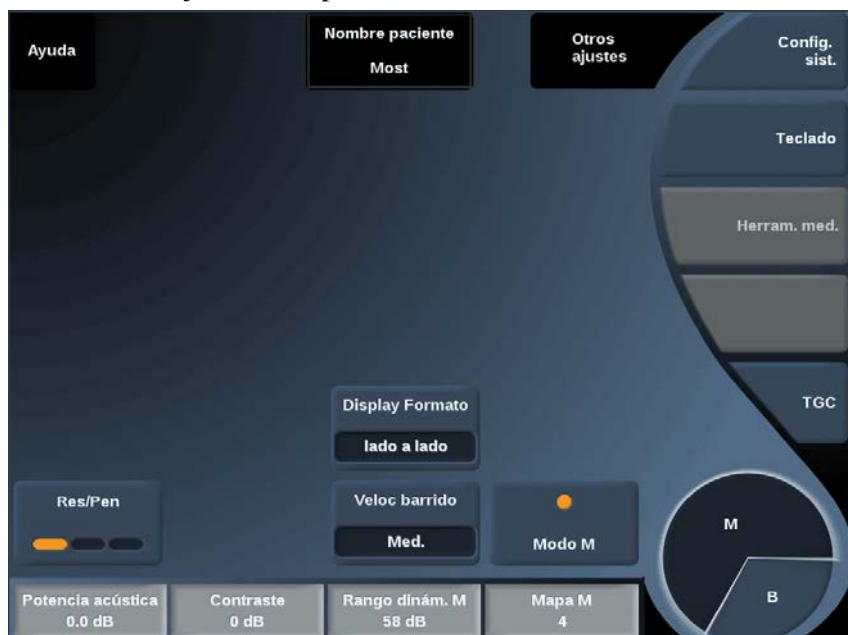 Ayuda
Nombre paciente
Most
Otros
ajustes
Config.
sist.
Teclado
Herram. med.
TGC
Display Formato
lado a lado
Res/Pen
Veloc barrido
Med.
Modo M
M
B
Potencia acústica
0.0 dB
Contraste
0 dB
Rango dinám. M
58 dB
Mapa M
4